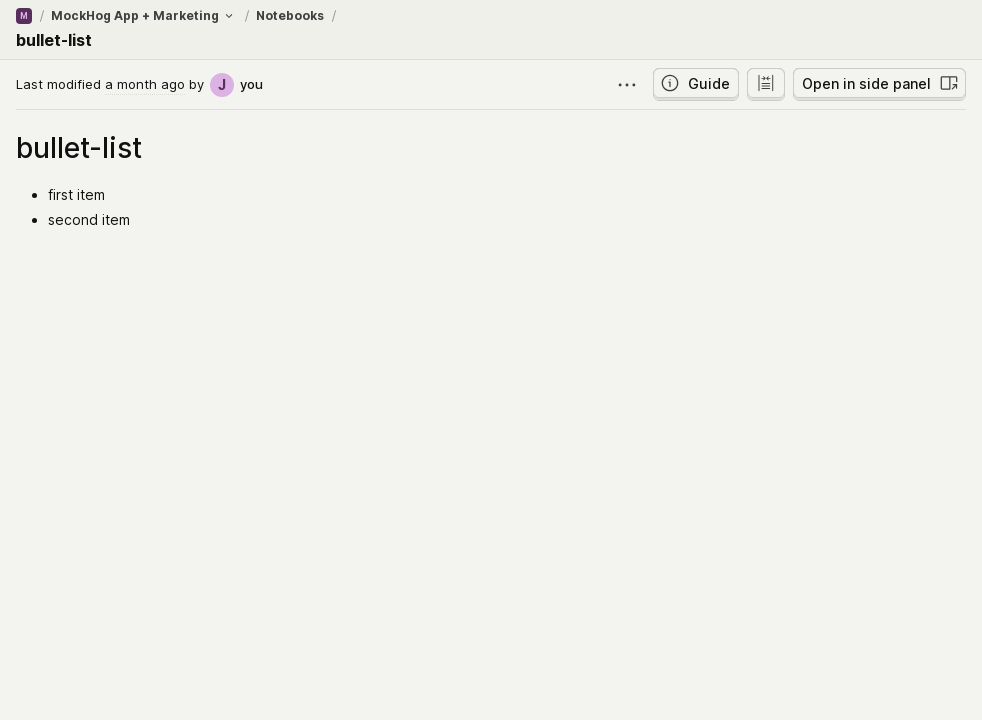 M / MockHog App + Marketing / Notebooks /
bullet-list
Last modified a month ago by J you
Guide
Open in side panel
bullet-list
• first item
• second item